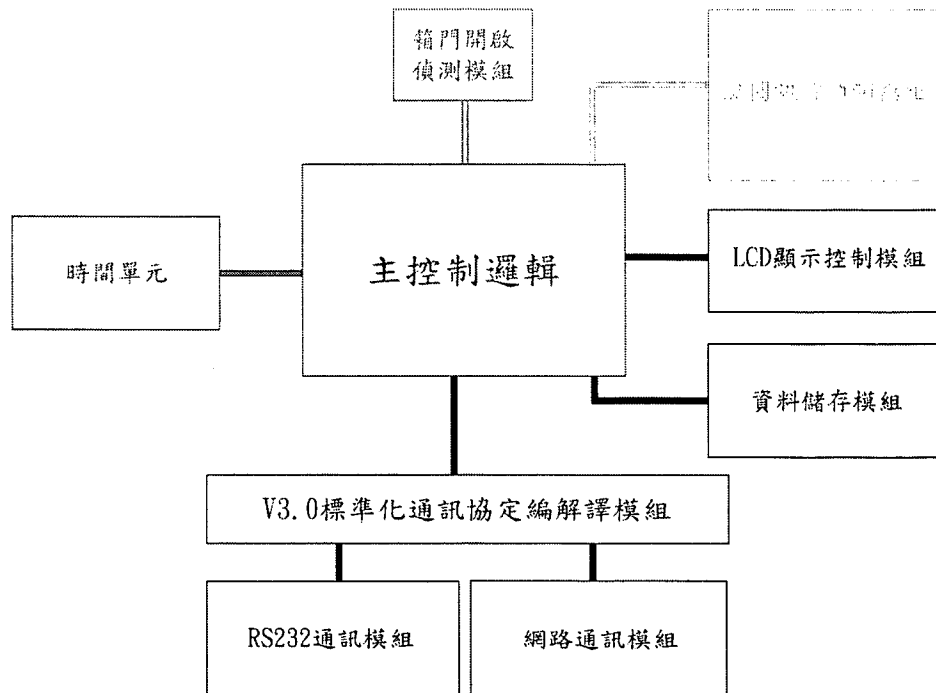 箱門開啟
偵測模組
時間單元
主控制邏輯
LCD顯示控制模組
資料儲存模組
V3.0標準化通訊協定編解譯模組
RS232通訊模組
網路通訊模組